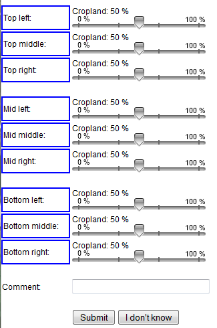 Top left: Cropland: 50 %
0 % 100 %
Top middle: Cropland: 50 %
0 % 100 %
Top right: Cropland: 50 %
0 % 100 %
Mid left: Cropland: 50 %
0 % 100 %
Mid middle: Cropland: 50 %
0 % 100 %
Mid right: Cropland: 50 %
0 % 100 %
Bottom left: Cropland: 50 %
0 % 100 %
Bottom middle: Cropland: 50 %
0 % 100 %
Bottom right: Cropland: 50 %
0 % 100 %
Comment:
Submit I don't know